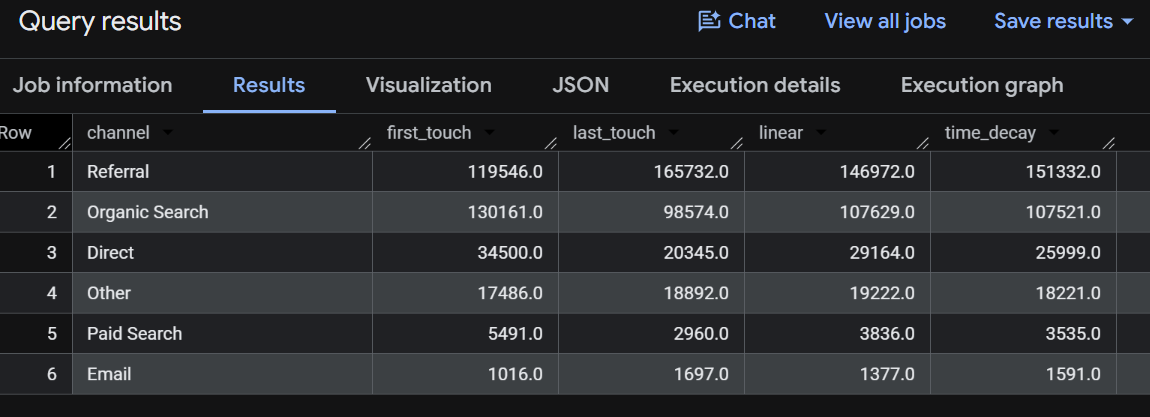 Query results Chat View all jobs Save results
Job information Results Visualization JSON Execution details Execution graph
Row channel first_touch last_touch linear time_decay
1 Referral 119546.0 165732.0 146972.0 151332.0
2 Organic Search 130161.0 98574.0 107629.0 107521.0
3 Direct 34500.0 20345.0 29164.0 25999.0
4 Other 17486.0 18892.0 19222.0 18221.0
5 Paid Search 5491.0 2960.0 3836.0 3535.0
6 Email 1016.0 1697.0 1377.0 1591.0